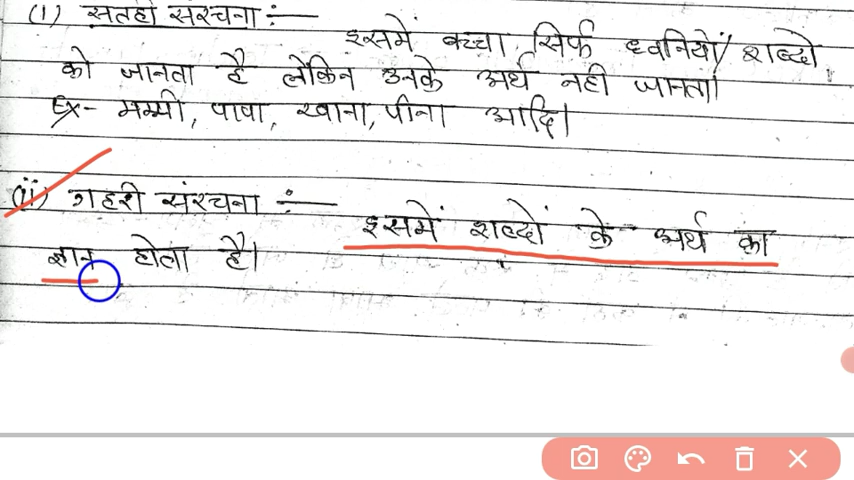 (i) सतही संरचना :—
इसमें बच्चा सिर्फ ध्वनियों/शब्दो
को जानता है लेकिन उनके अर्थ नही जानता।
Ex- मम्मी, पापा, खाना, पीना आदि।
(ii) गहरी संरचना :—
इसमें शब्दों के अर्थ का
ज्ञान होता है।